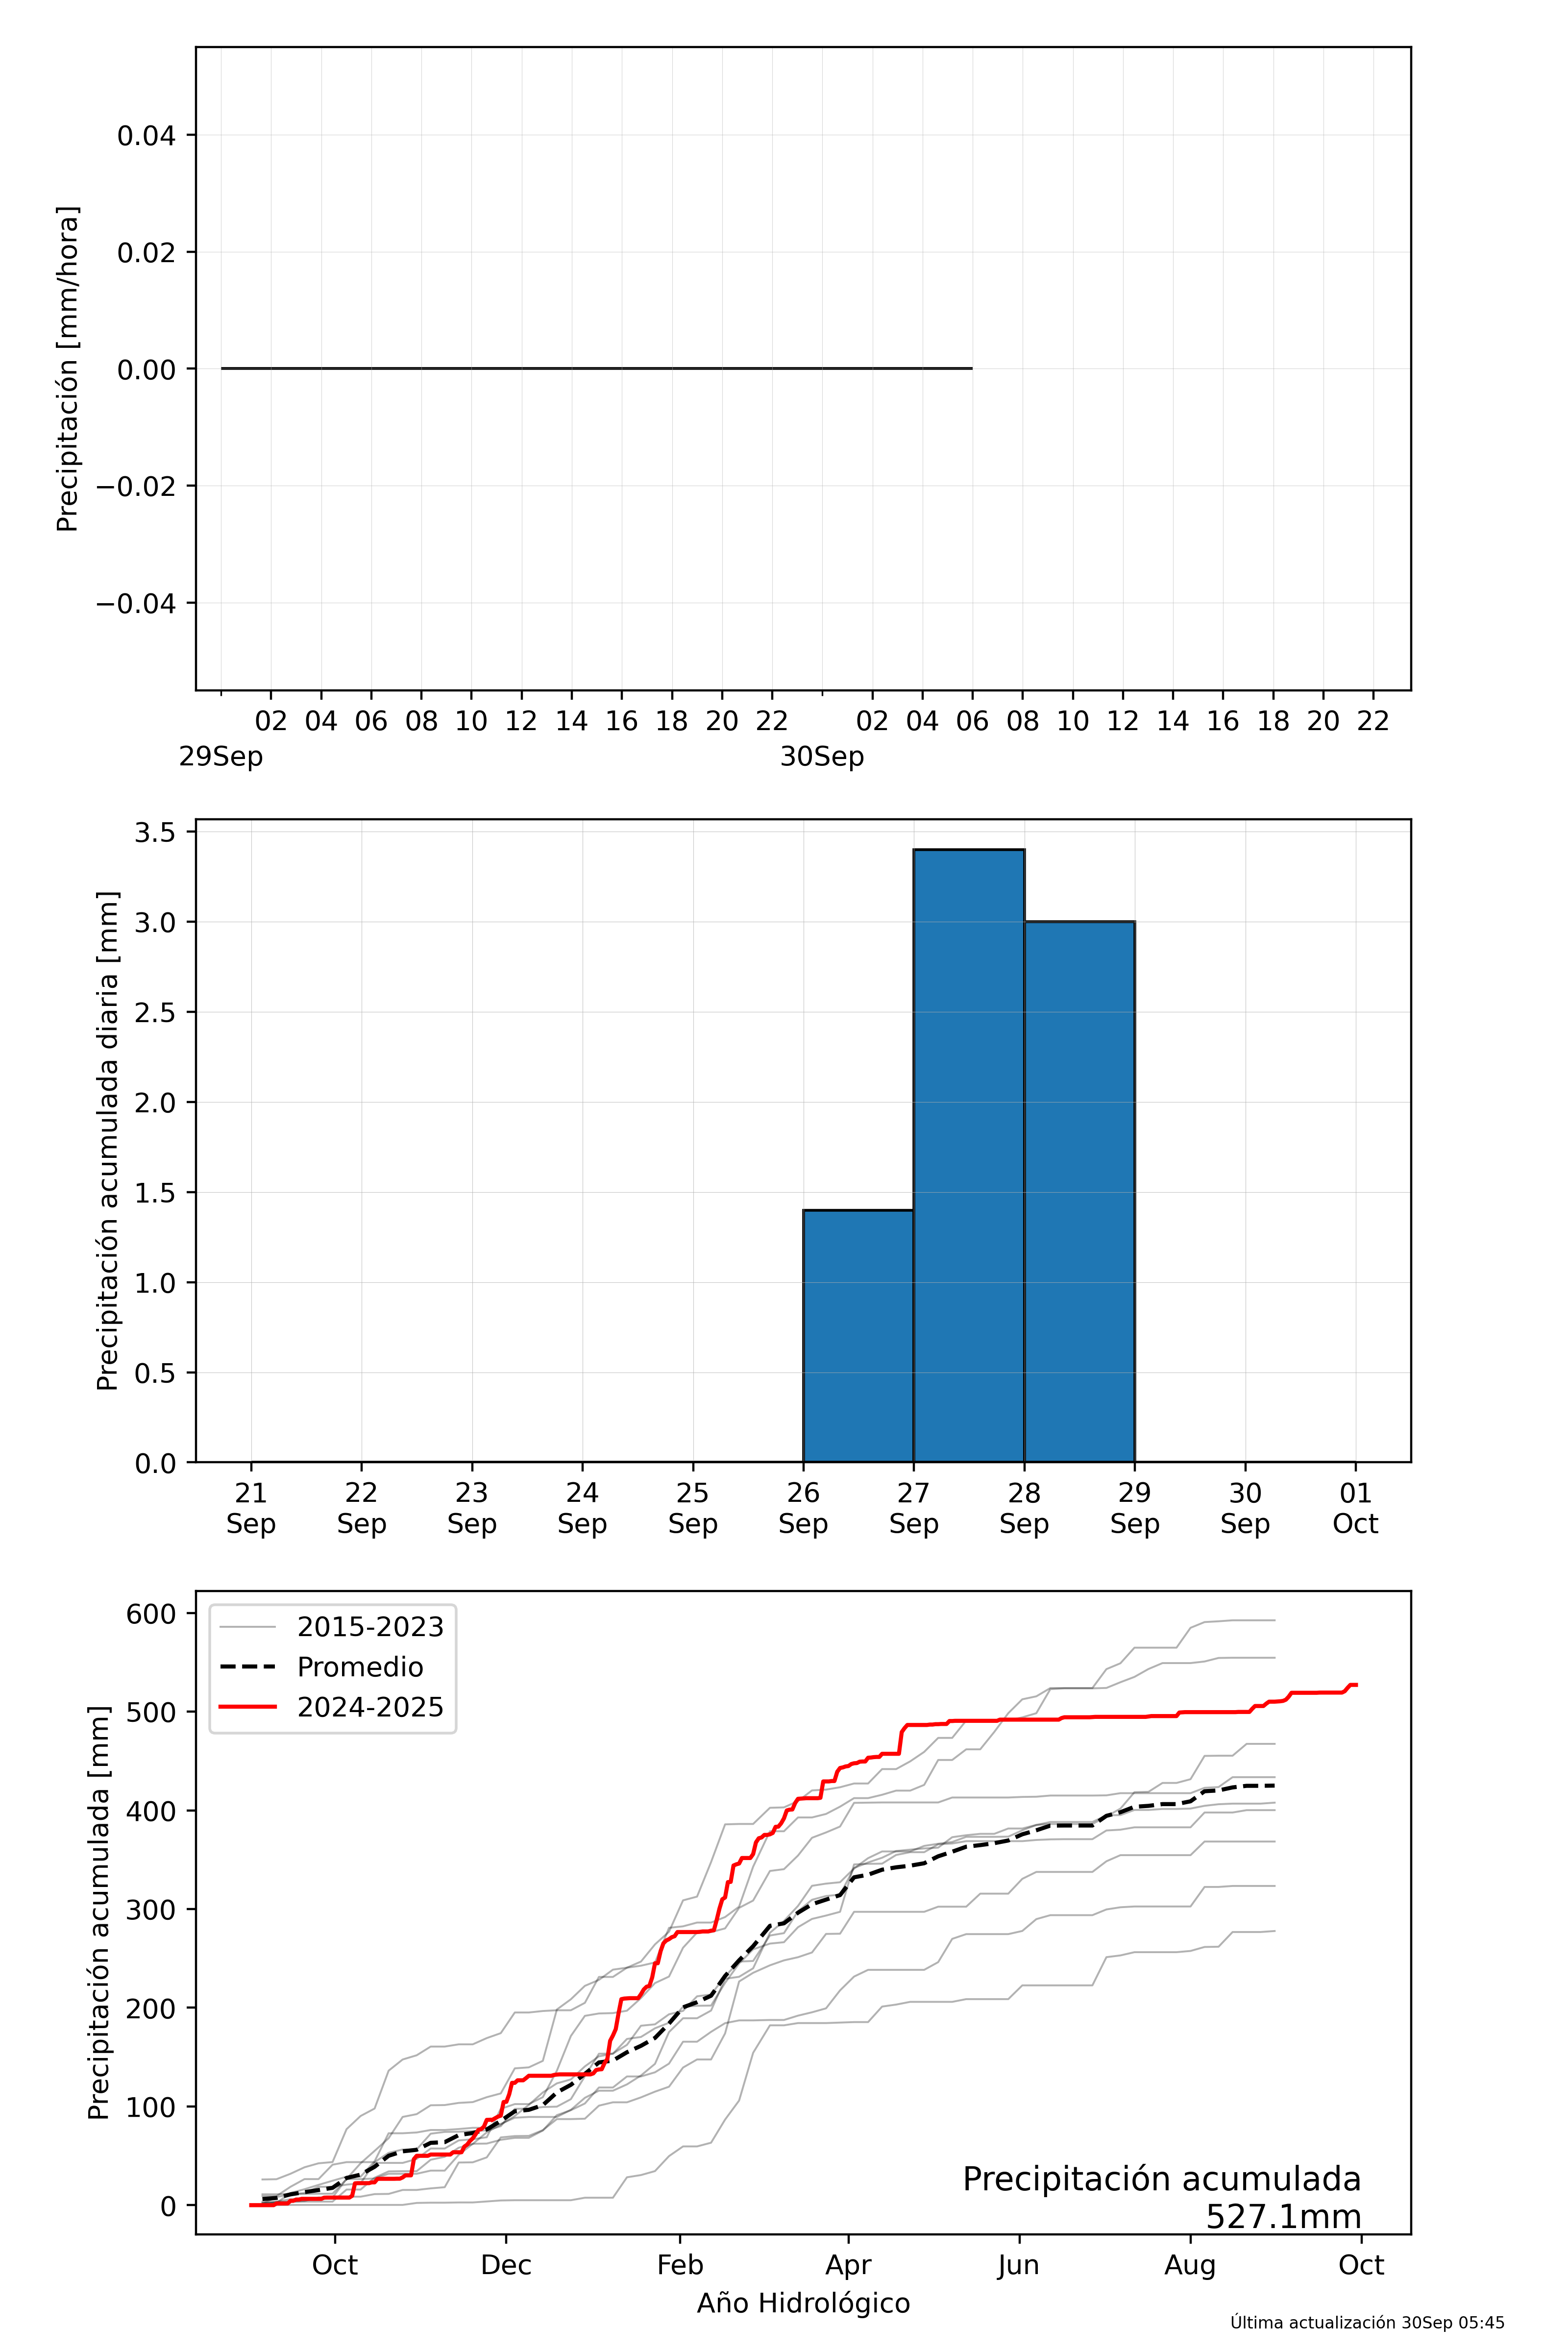 Precipitación [mm/hora]
0.04
0.02
0.00
−0.02
−0.04
02 04 06 08 10 12 14 16 18 20 22 02 04 06 08 10 12 14 16 18 20 22
29Sep 30Sep
Precipitación acumulada diaria [mm]
3.5
3.0
2.5
2.0
1.5
1.0
0.5
0.0
21 22 23 24 25 26 27 28 29 30 01
Sep Sep Sep Sep Sep Sep Sep Sep Sep Sep Oct
Precipitación acumulada [mm]
600
500
400
300
200
100
0
2015-2023
Promedio
2024-2025
Precipitación acumulada
527.1mm
Oct Dec Feb Apr Jun Aug Oct
Año Hidrológico
Última actualización 30Sep 05:45